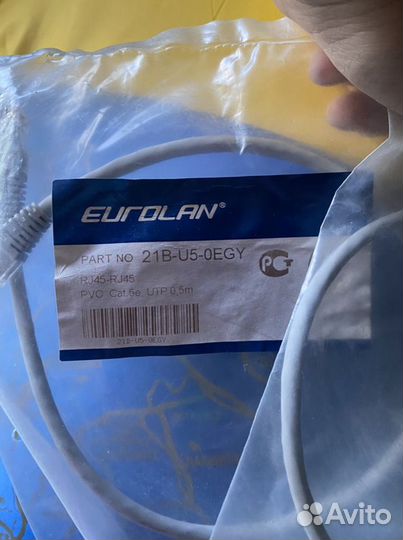 EUROLAN®
PART NO 21B-U5-0EGY
RJ45-RJ45
PVC Cat.5e, UTP 0,5m
21B-U5-0EGY
Avito